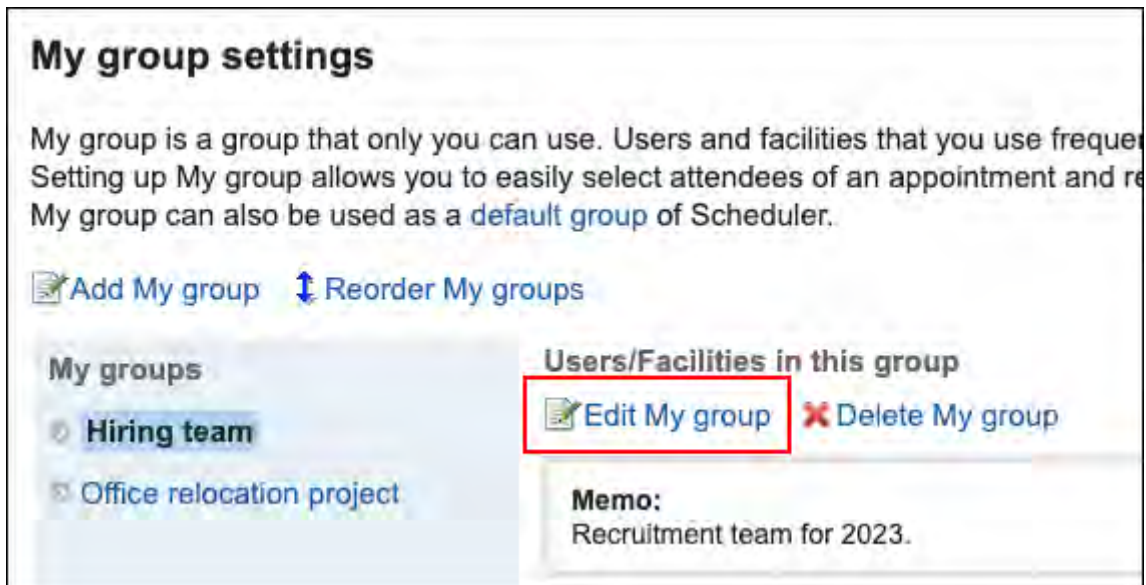 My group settings
My group is a group that only you can use. Users and facilities that you use
Setting up My group allows you to easily select attendees of an appointment and
My group can also be used as a default group of Scheduler.
Add My group Reorder My groups
My groups
Users/Facilities in this group
Hiring team
Edit My group Delete My group
Office relocation project
Memo:
Recruitment team for 2023.